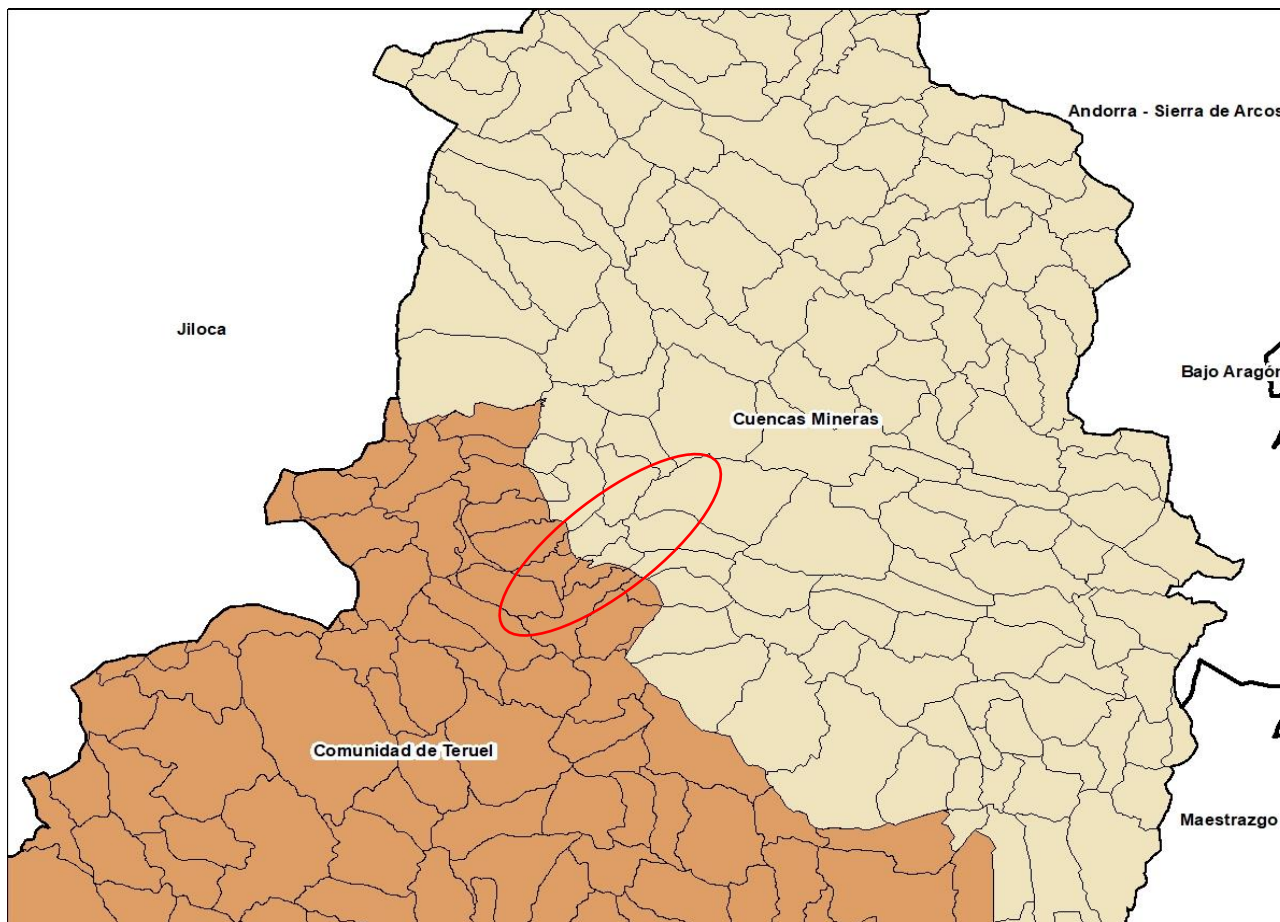 Andorra - Sierra de Arcos
Jiloca
Bajo Aragón
Cuencas Mineras
Comunidad de Teruel
Maestrazgo